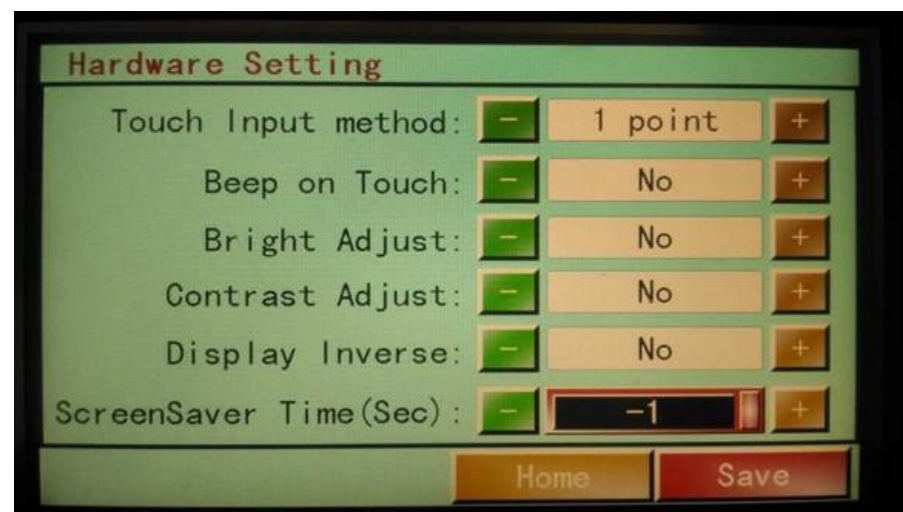 Hardware Setting
Touch Input method: - 1 point +
Beep on Touch: - No +
Bright Adjust: - No +
Contrast Adjust: - No +
Display Inverse: - No +
ScreenSaver Time(Sec): - -1 +
Home Save